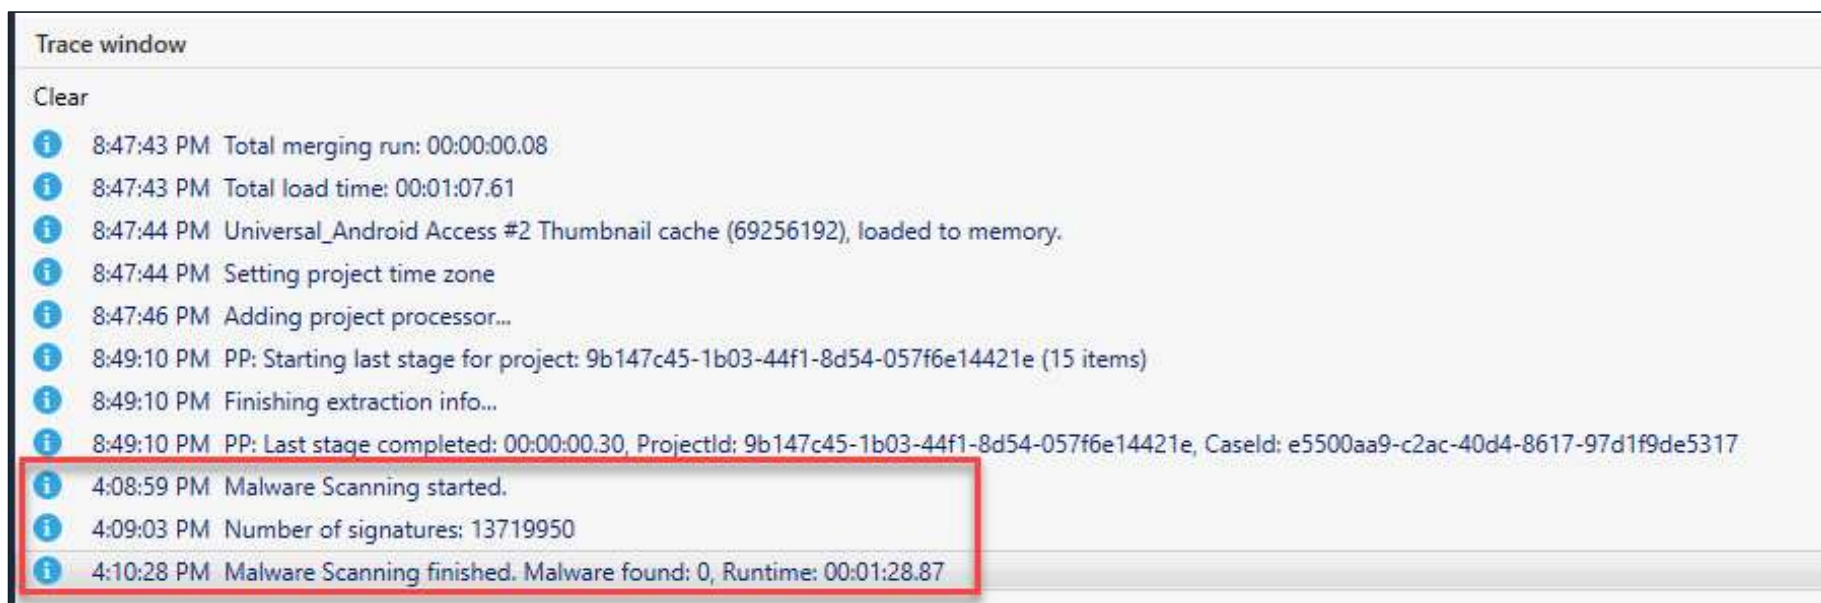 Trace window
Clear
8:47:43 PM Total merging run: 00:00:00.08
8:47:43 PM Total load time: 00:01:07.61
8:47:44 PM Universal_Android Access #2 Thumbnail cache (69256192), loaded to memory.
8:47:44 PM Setting project time zone
8:47:46 PM Adding project processor...
8:49:10 PM PP: Starting last stage for project: 9b147c45-1b03-44f1-8d54-057f6e14421e (15 items)
8:49:10 PM Finishing extraction info...
8:49:10 PM PP: Last stage completed: 00:00:00.30, ProjectId: 9b147c45-1b03-44f1-8d54-057f6e14421e, CaseId: e5500aa9-c2ac-40d4-8617-97d1f9de5317
4:08:59 PM Malware Scanning started.
4:09:03 PM Number of signatures: 13719950
4:10:28 PM Malware Scanning finished. Malware found: 0, Runtime: 00:01:28.87